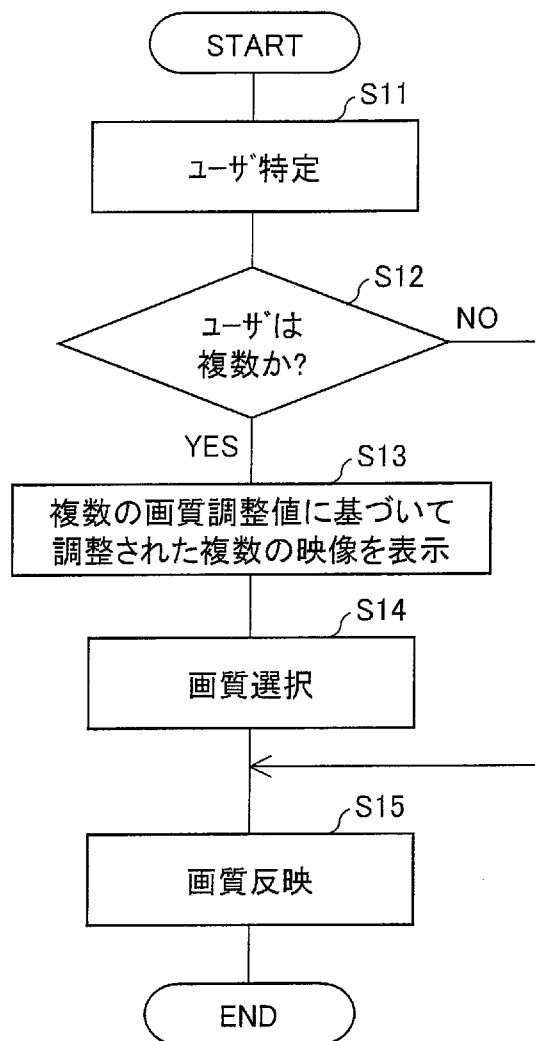 START
S11
ユーザ特定
S12
ユーザは
複数か?
NO
YES
S13
複数の画質調整値に基づいて
調整された複数の映像を表示
S14
画質選択
S15
画質反映
END